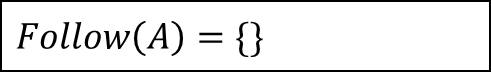 Follow(A) = {}